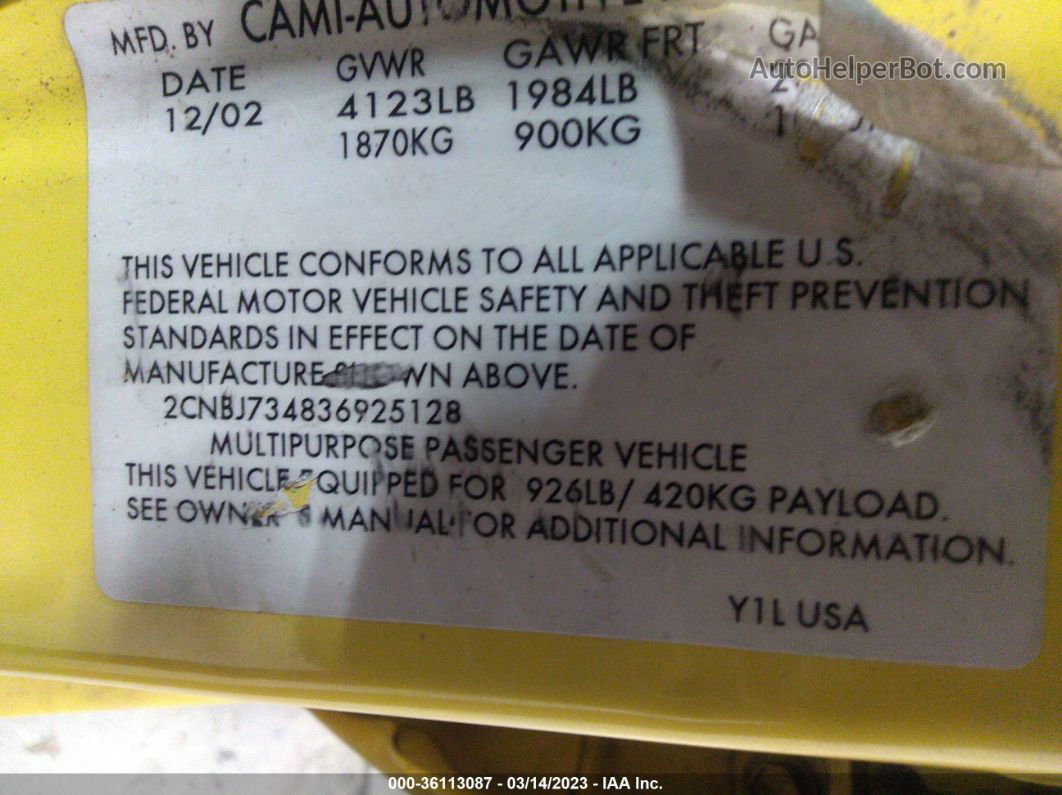 MFD. BY CAMI-AUTOMOTIVE
DATE GVWR GAWR FRT
12/02 4123LB 1984LB
1870KG 900KG
AutoHelperBot.com
THIS VEHICLE CONFORMS TO ALL APPLICABLE U.S.
FEDERAL MOTOR VEHICLE SAFETY AND THEFT PREVENTION
STANDARDS IN EFFECT ON THE DATE OF
MANUFACTURE ABOVE.
2CNBJ734836925128
MULTIPURPOSE PASSENGER VEHICLE
THIS VEHICLE EQUIPPED FOR 926LB/ 420KG PAYLOAD.
SEE OWNER'S MANUAL FOR ADDITIONAL INFORMATION.
Y1L USA
000-36113087 - 03/14/2023 - IAA Inc.